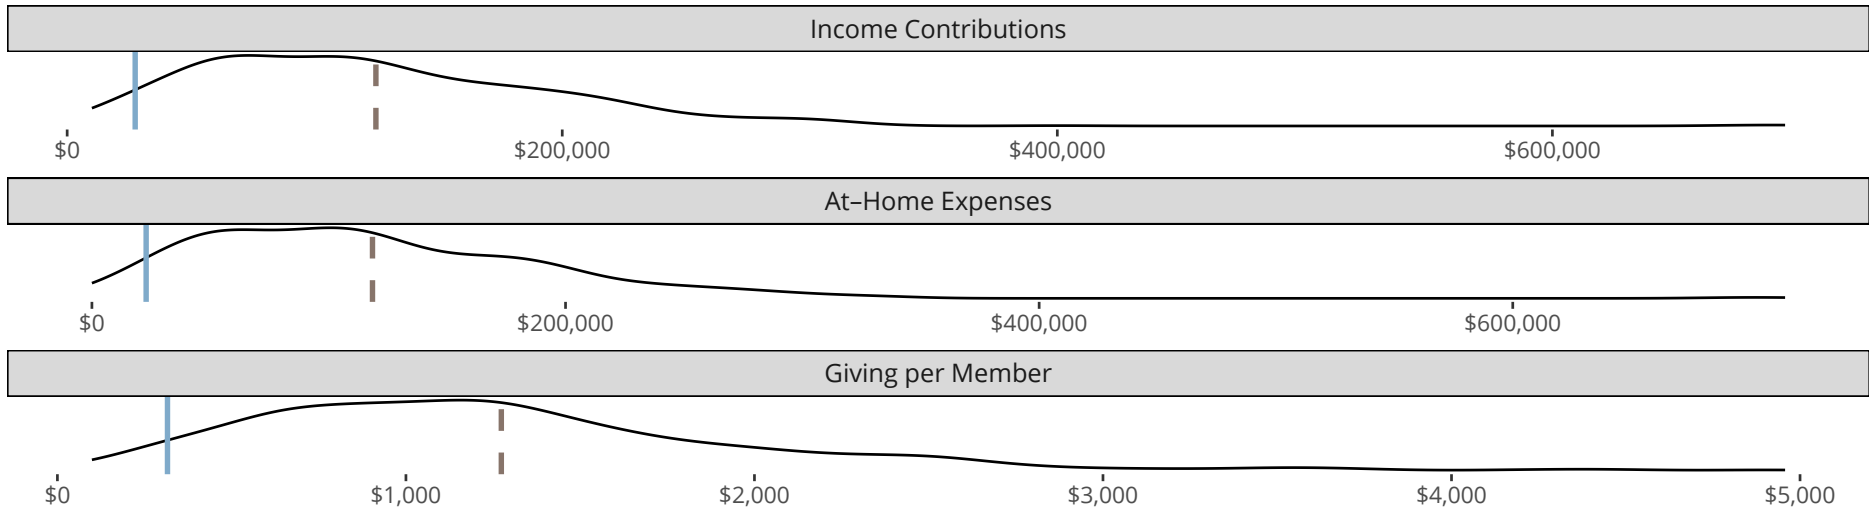 Income Contributions
$0 $200,000 $400,000 $600,000
At–Home Expenses
$0 $200,000 $400,000 $600,000
Giving per Member
$0 $1,000 $2,000 $3,000 $4,000 $5,000